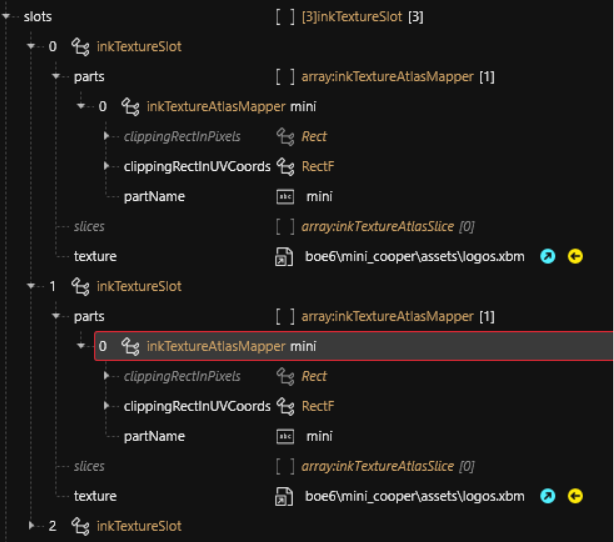 slots [ ] [3]inkTextureSlot [3]
0 inkTextureSlot
parts [ ] array:inkTextureAtlasMapper [1]
0 inkTextureAtlasMapper mini
clippingRectInPixels Rect
clippingRectInUVCoords RectF
partName abc mini
slices [ ] array:inkTextureAtlasSlice [0]
texture boe6\mini_cooper\assets\logos.xbm
1 inkTextureSlot
parts [ ] array:inkTextureAtlasMapper [1]
0 inkTextureAtlasMapper mini
clippingRectInPixels Rect
clippingRectInUVCoords RectF
partName abc mini
slices [ ] array:inkTextureAtlasSlice [0]
texture boe6\mini_cooper\assets\logos.xbm
2 inkTextureSlot